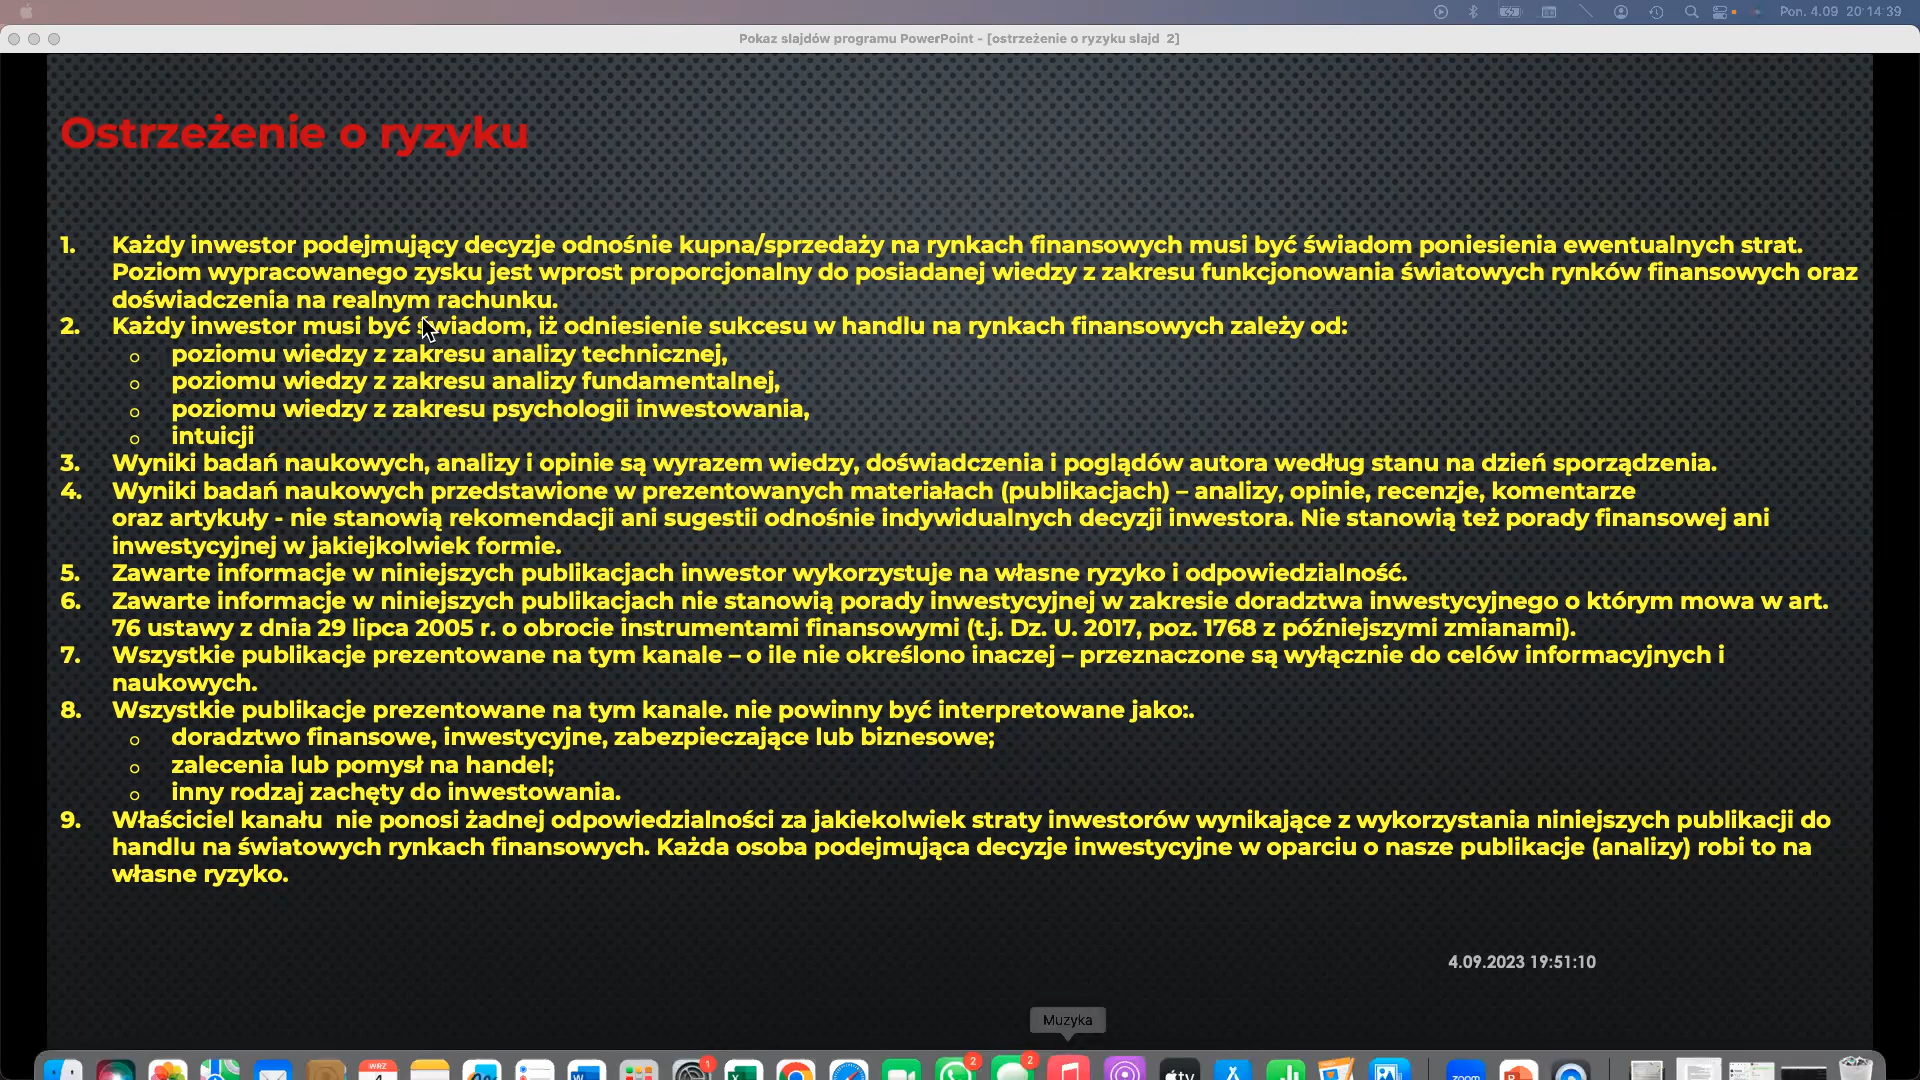 Pon. 4.09 20:14:39
Pokaz slajdów programu PowerPoint - [ostrzeżenie o ryzyku slajd 2]
Ostrzeżenie o ryzyku
1. Każdy inwestor podejmujący decyzje odnośnie kupna/sprzedaży na rynkach finansowych musi być świadom poniesienia ewentualnych strat.
Poziom wypracowanego zysku jest wprost proporcjonalny do posiadanej wiedzy z zakresu funkcjonowania światowych rynków finansowych oraz
doświadczenia na realnym rachunku.
2. Każdy inwestor musi być świadom, iż odniesienie sukcesu w handlu na rynkach finansowych zależy od:
o poziomu wiedzy z zakresu analizy technicznej,
o poziomu wiedzy z zakresu analizy fundamentalnej,
o poziomu wiedzy z zakresu psychologii inwestowania,
o intuicji
3. Wyniki badań naukowych, analizy i opinie są wyrazem wiedzy, doświadczenia i poglądów autora według stanu na dzień sporządzenia.
4. Wyniki badań naukowych przedstawione w prezentowanych materiałach (publikacjach) – analizy, opinie, recenzje, komentarze
oraz artykuły - nie stanowią rekomendacji ani sugestii odnośnie indywidualnych decyzji inwestora. Nie stanowią też porady finansowej ani
inwestycyjnej w jakiejkolwiek formie.
5. Zawarte informacje w niniejszych publikacjach inwestor wykorzystuje na własne ryzyko i odpowiedzialność.
6. Zawarte informacje w niniejszych publikacjach nie stanowią porady inwestycyjnej w zakresie doradztwa inwestycyjnego o którym mowa w art.
76 ustawy z dnia 29 lipca 2005 r. o obrocie instrumentami finansowymi (t.j. Dz. U. 2017, poz. 1768 z późniejszymi zmianami).
7. Wszystkie publikacje prezentowane na tym kanale – o ile nie określono inaczej – przeznaczone są wyłącznie do celów informacyjnych i
naukowych.
8. Wszystkie publikacje prezentowane na tym kanale. nie powinny być interpretowane jako:.
o doradztwo finansowe, inwestycyjne, zabezpieczające lub biznesowe;
o zalecenia lub pomysł na handel;
o inny rodzaj zachęty do inwestowania.
9. Właściciel kanału nie ponosi żadnej odpowiedzialności za jakiekolwiek straty inwestorów wynikające z wykorzystania niniejszych publikacji do
handlu na światowych rynkach finansowych. Każda osoba podejmująca decyzje inwestycyjne w oparciu o nasze publikacje (analizy) robi to na
własne ryzyko.
4.09.2023 19:51:10
Muzyka
WRZ
4
1
2
2
tv
zoom